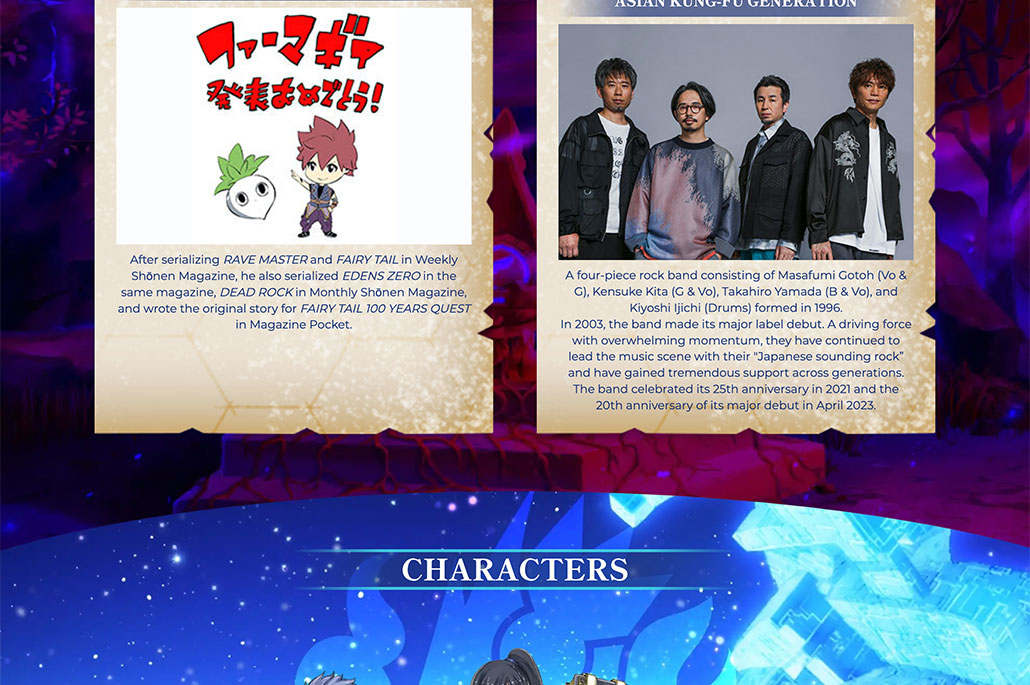 ファーマギア
発表おめでとう!
After serializing RAVE MASTER and FAIRY TAIL in Weekly
Shōnen Magazine, he also serialized EDENS ZERO in the
same magazine, DEAD ROCK in Monthly Shōnen Magazine,
and wrote the original story for FAIRY TAIL 100 YEARS QUEST
in Magazine Pocket.
ASIAN KUNG-FU GENERATION
A four-piece rock band consisting of Masafumi Gotoh (Vo &
G), Kensuke Kita (G & Vo), Takahiro Yamada (B & Vo), and
Kiyoshi Ijichi (Drums) formed in 1996.
In 2003, the band made its major label debut. A driving force
with overwhelming momentum, they have continued to
lead the music scene with their "Japanese sounding rock”
and have gained tremendous support across generations.
The band celebrated its 25th anniversary in 2021 and the
20th anniversary of its major debut in April 2023.
CHARACTERS